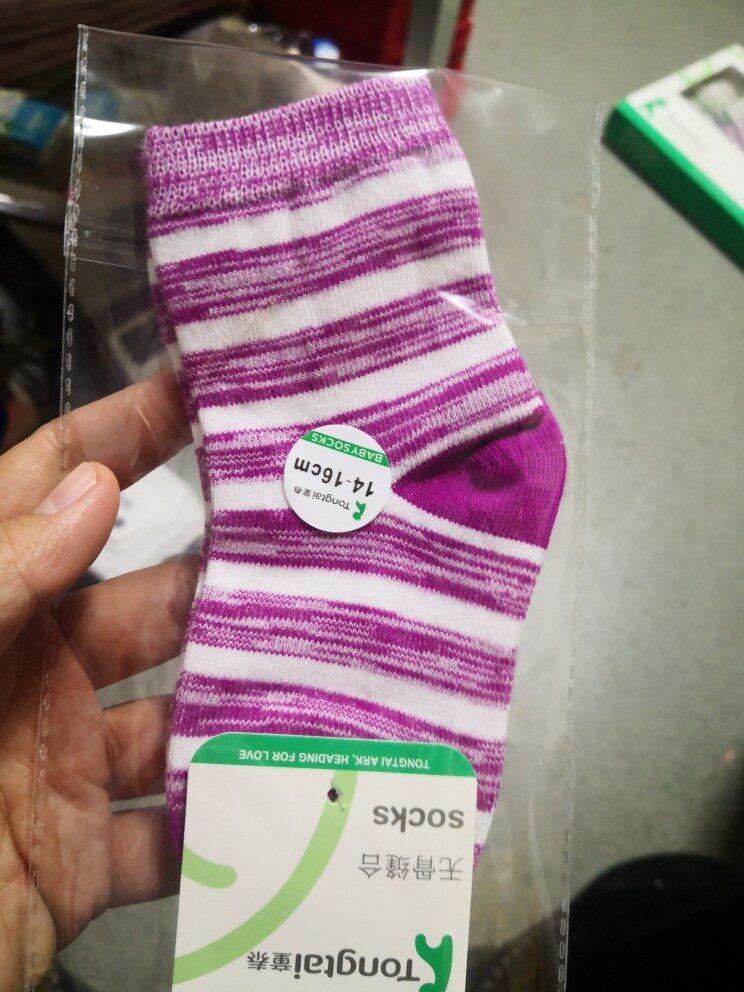 BABY SOCKS
14-16cm
Tongtai童泰
TONGTAI ARK, HEADING FOR LOVE
Tongtai童泰
无骨缝合
SOCKS